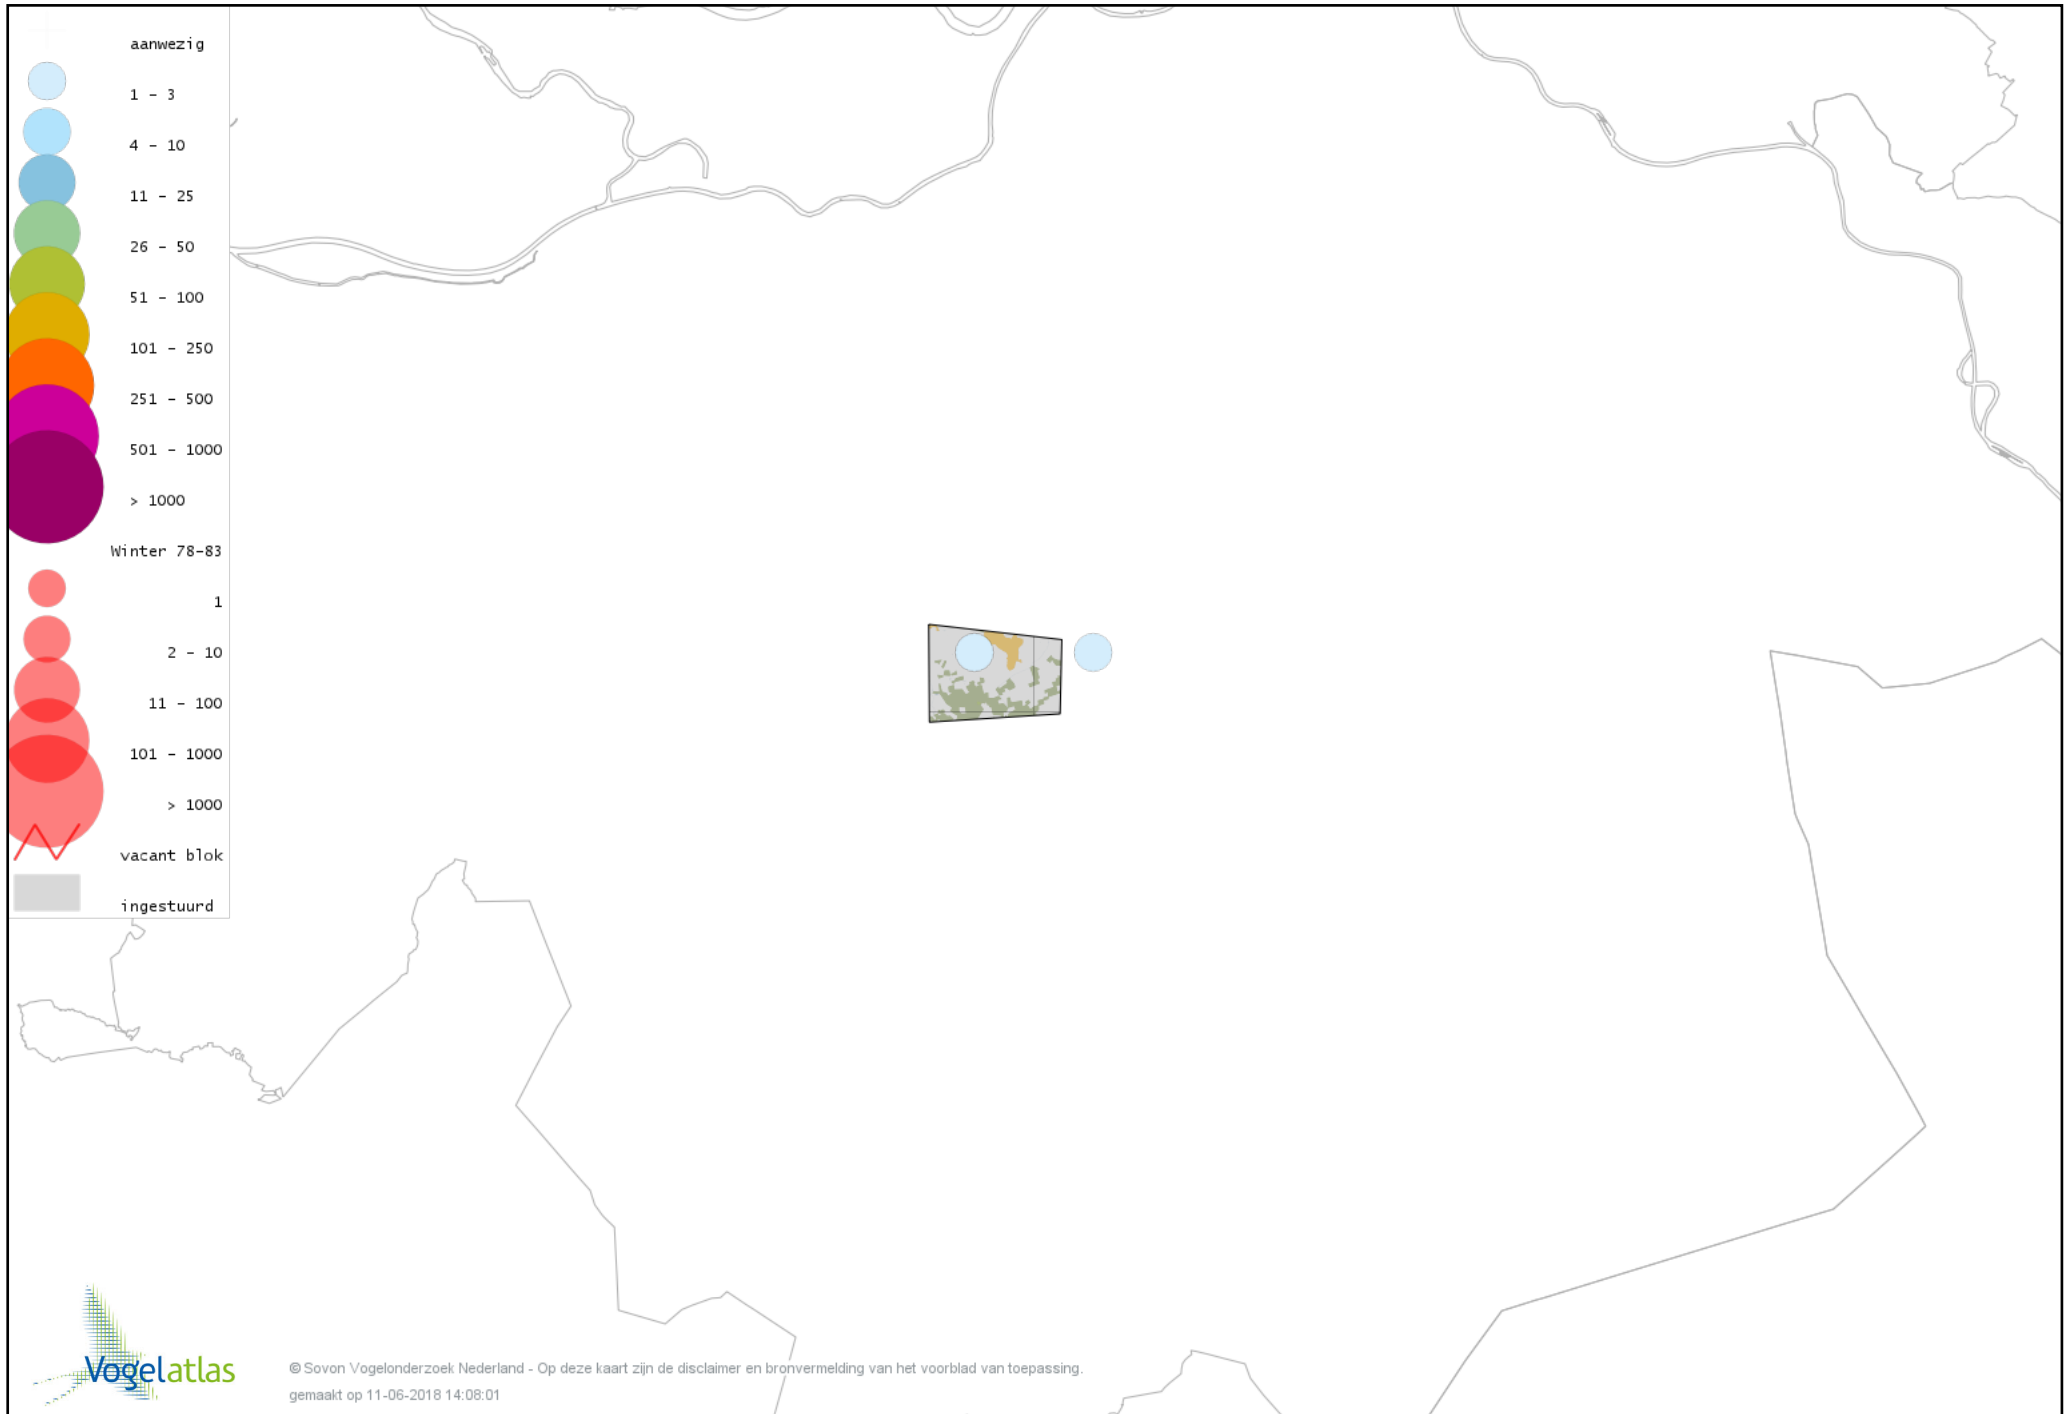 aanwezig
1 - 3
4 - 10
11 - 25
26 - 50
51 - 100
101 - 250
251 - 500
501 - 1000
> 1000
Winter 78-83
1
2 - 10
11 - 100
101 - 1000
> 1000
vacant blok
ingestuurd
Vogelatlas
© Sovon Vogelonderzoek Nederland - Op deze kaart zijn de disclaimer en bronvermelding van het voorblad van toepassing.
gemaakt op 11-06-2018 14:08:01